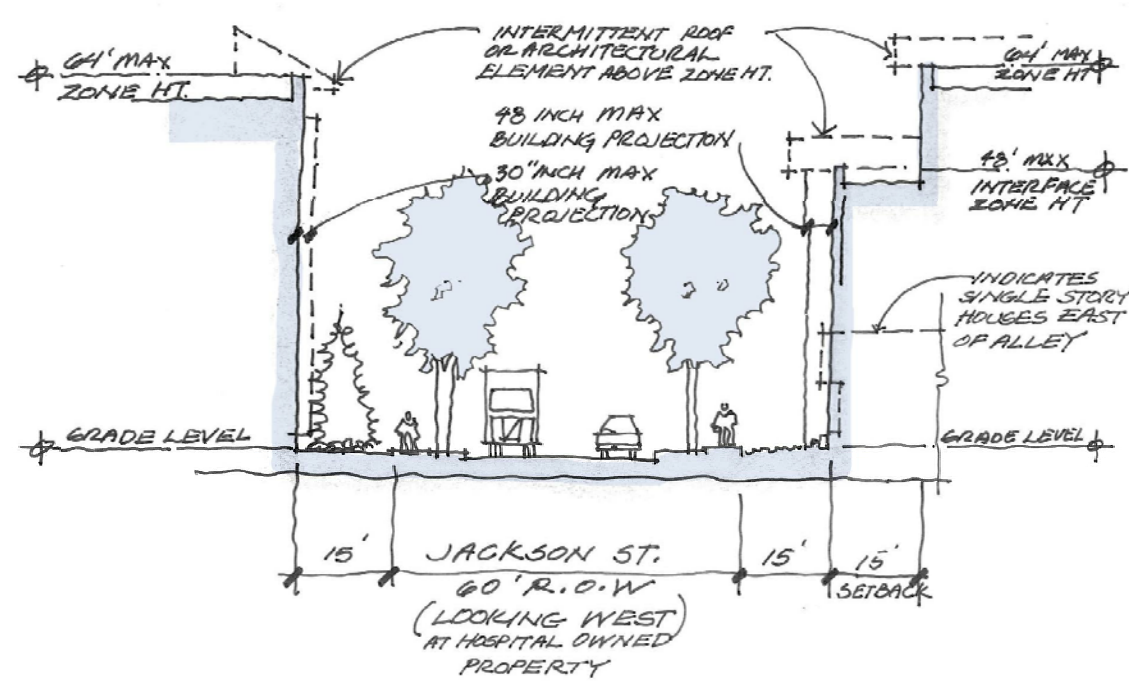 INTERMITTENT ROOF
OR ARCHITECTURAL
ELEMENT ABOVE ZONE HT.
64' MAX
ZONE HT.
64' MAX
ZONE HT
48 INCH MAX
BUILDING PROJECTION
30" INCH MAX
BUILDING
PROJECTION
48' MXX
INTERFACE
ZONE HT
INDICATES
SINGLE STORY
HOUSES EAST
OF ALLEY
GRADE LEVEL
GRADE LEVEL
15'
JACKSON ST.
15'
15'
SETBACK
60' R.O.W
(LOOKING WEST)
AT HOSPITAL OWNED
PROPERTY